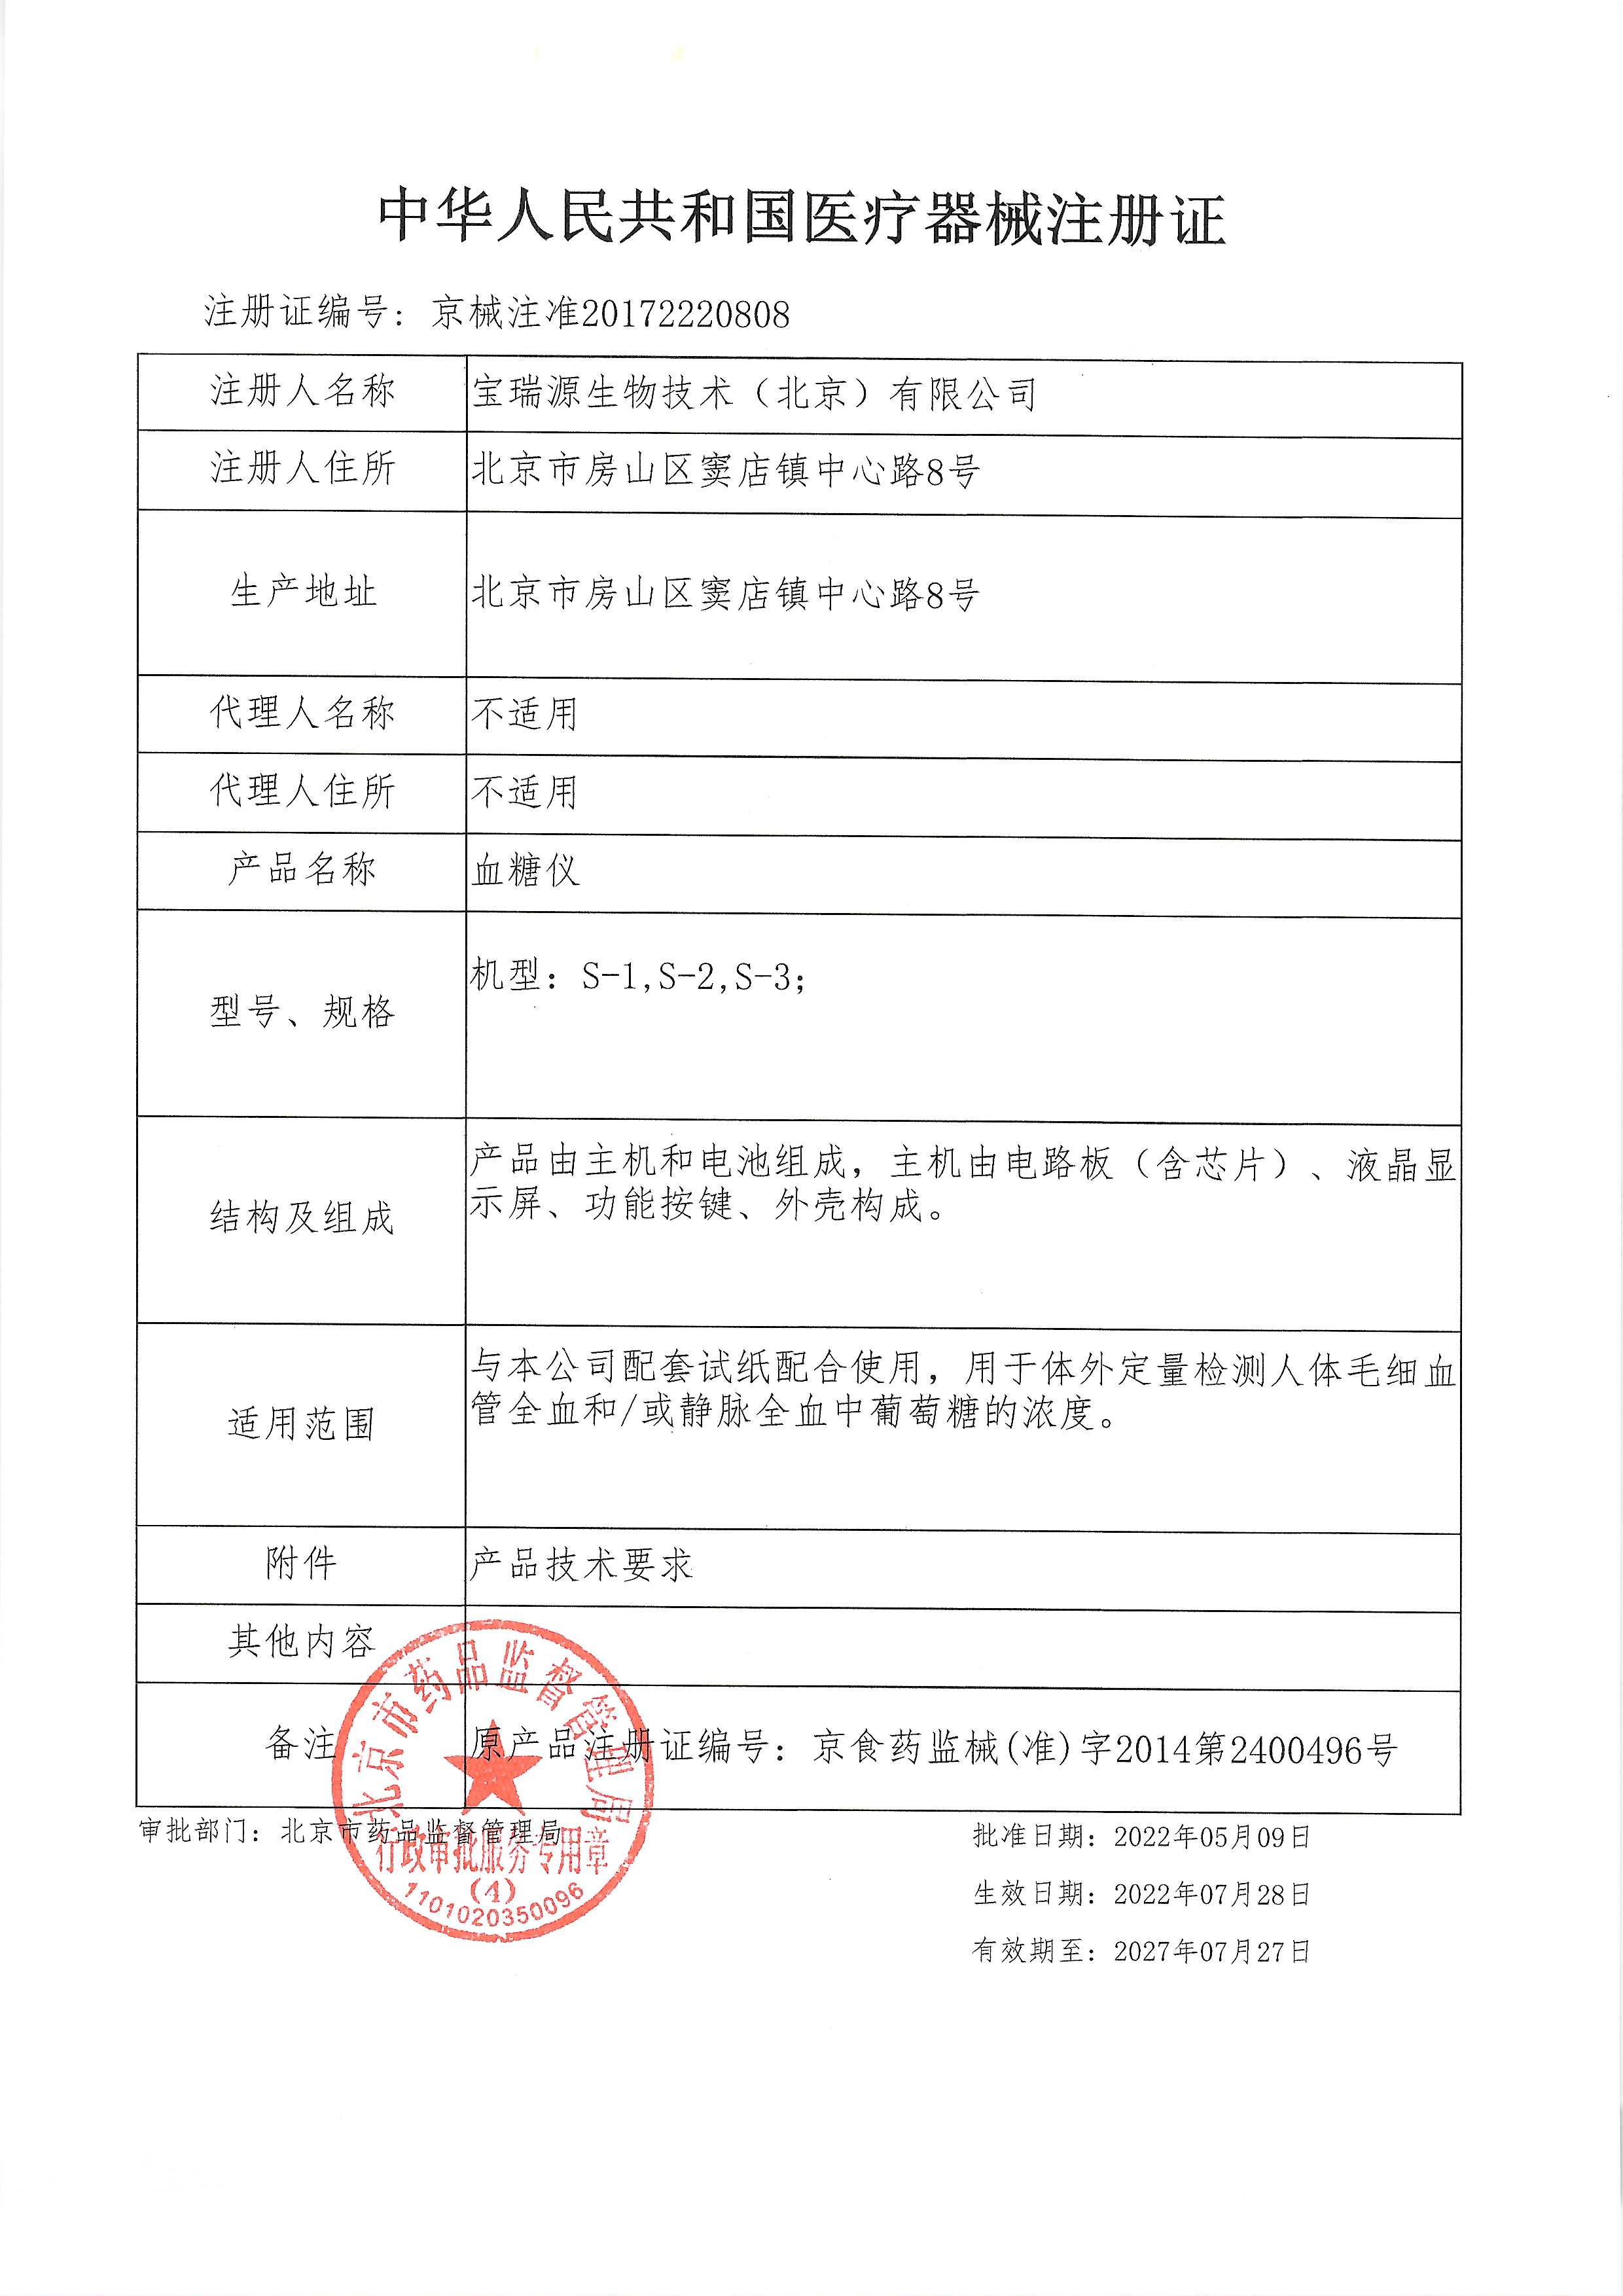 中华人民共和国医疗器械注册证
注册证编号：京械注准20172220808
注册人名称 宝瑞源生物技术（北京）有限公司
注册人住所 北京市房山区窦店镇中心路8号
生产地址 北京市房山区窦店镇中心路8号
代理人名称 不适用
代理人住所 不适用
产品名称 血糖仪
型号、规格 机型：S-1,S-2,S-3；
结构及组成 产品由主机和电池组成，主机由电路板（含芯片）、液晶显
示屏、功能按键、外壳构成。
适用范围 与本公司配套试纸配合使用，用于体外定量检测人体毛细血
管全血和/或静脉全血中葡萄糖的浓度。
附件 产品技术要求
其他内容
备注 原产品注册证编号：京食药监械(准)字2014第2400496号
审批部门：北京市药品监督管理局
批准日期：2022年05月09日
生效日期：2022年07月28日
有效期至：2027年07月27日
北京市药品监督管理局
行政审批服务专用章
(4)
1101020350096